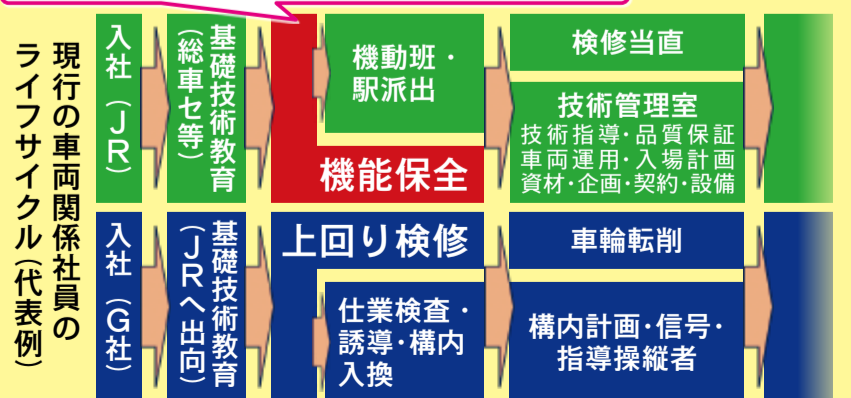 現行の車両関係社員の
ライフサイクル（代表例）
入社（JR）
基礎技術教育
（総車セ等）
機動班・
駅派出
機能保全
検修当直
技術管理室
技術指導・品質保証
車両運用・入場計画
資材・企画・契約・設備
入社（G社）
基礎技術教育
（JRへ出向）
上回り検修
仕業検査・
誘導・構内
入換
車輪転削
構内計画・信号・
指導操縦者